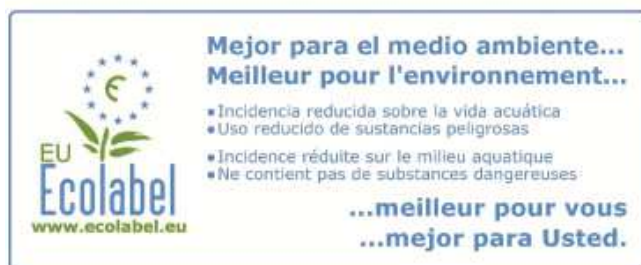 Mejor para el medio ambiente...
Meilleur pour l'environnement...
▪Incidencia reducida sobre la vida acuática
▪Uso reducido de sustancias peligrosas
▪Incidence réduite sur le milieu aquatique
▪Ne contient pas de substances dangereuses
EU
Ecolabel
www.ecolabel.eu
...meilleur pour vous
...mejor para Usted.